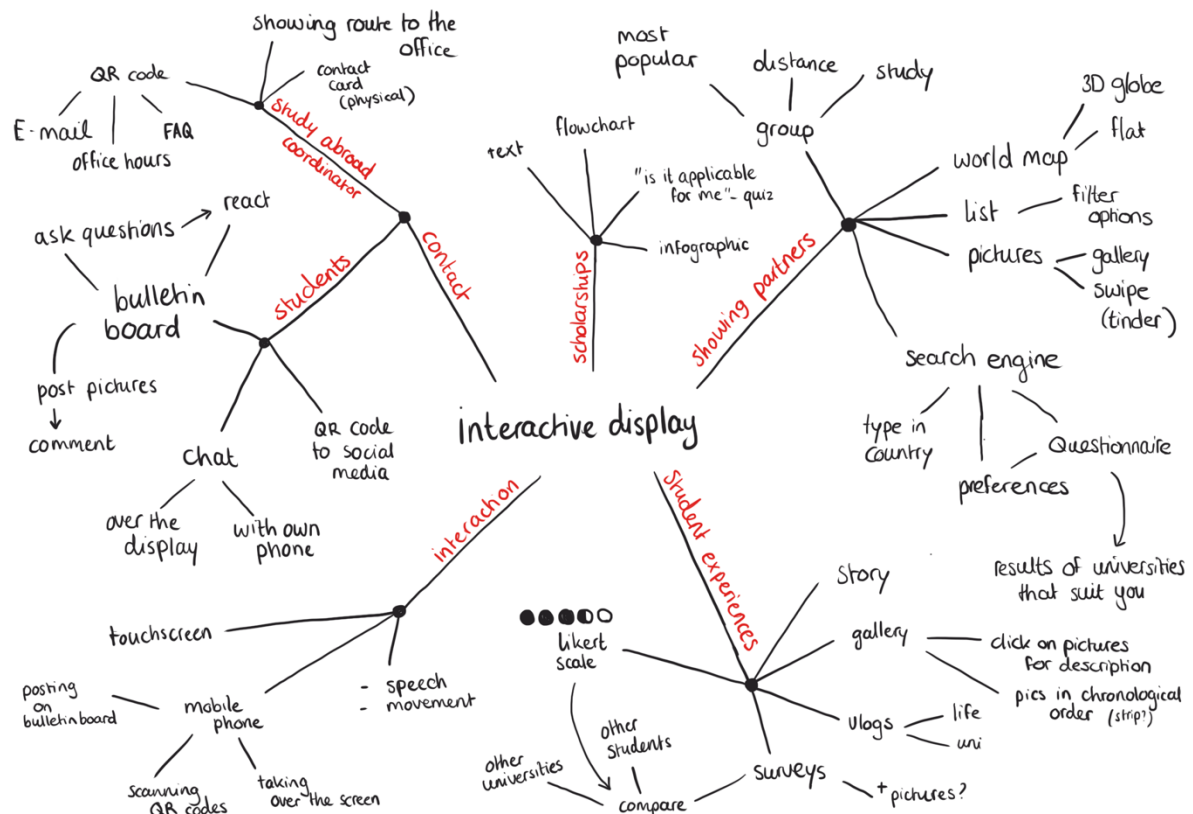 showing route to the
office
QR code
contact
card
(physical)
E-mail
office hours
FAQ
study abroad
coordinator
react
ask questions
bulletin
board
students
contact
post pictures
comment
chat
QR code
to social
media
over the
display
with own
phone
text
flowchart
"is it applicable
for me"- quiz
infographic
scholarships
most
popular
distance
study
group
3D globe
flat
world map
list
filter
options
pictures
gallery
swipe
(tinder)
showing partners
search engine
type in
country
preferences
Questionnaire
results of universities
that suit you
interactive display
interaction
touchscreen
- speech
- movement
mobile
phone
posting
on
bulletinboard
scanning
QR codes
taking
over the screen
student experiences
story
gallery
click on pictures
for description
pics in chronological
order (strip?)
vlogs
life
uni
surveys
+ pictures?
likert
scale
other
students
other
universities
compare